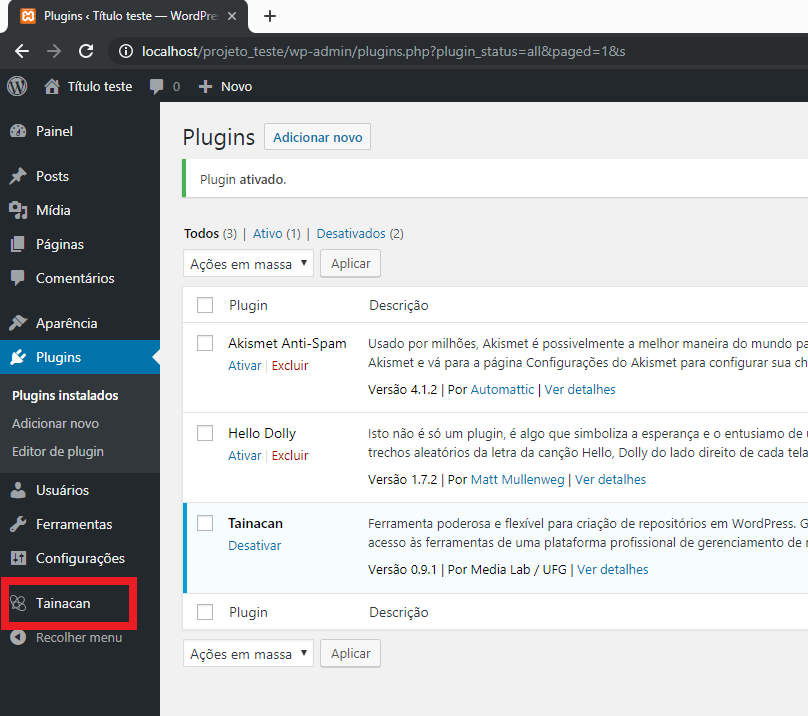 Plugins ‹ Título teste — WordPre
localhost/projeto_teste/wp-admin/plugins.php?plugin_status=all&paged=1&s
Título teste 0 Novo
Painel
Posts
Mídia
Páginas
Comentários
Aparência
Plugins
Plugins instalados
Adicionar novo
Editor de plugin
Usuários
Ferramentas
Configurações
Tainacan
Recolher menu
Plugins Adicionar novo
Plugin ativado.
Todos (3) | Ativo (1) | Desativados (2)
Ações em massa Aplicar
Plugin Descrição
Akismet Anti-Spam
Ativar | Excluir
Usado por milhões, Akismet é possivelmente a melhor maneira do mundo pa
Akismet e vá para a página Configurações do Akismet para configurar sua ch
Versão 4.1.2 | Por Automattic | Ver detalhes
Hello Dolly
Ativar | Excluir
Isto não é só um plugin, é algo que simboliza a esperança e o entusiamo de
trechos aleatórios da letra da canção Hello, Dolly do lado direito de cada tela
Versão 1.7.2 | Por Matt Mullenweg | Ver detalhes
Tainacan
Desativar
Ferramenta poderosa e flexível para criação de repositórios em WordPress. G
acesso às ferramentas de uma plataforma profissional de gerenciamento de
Versão 0.9.1 | Por Media Lab / UFG | Ver detalhes
Plugin Descrição
Ações em massa Aplicar